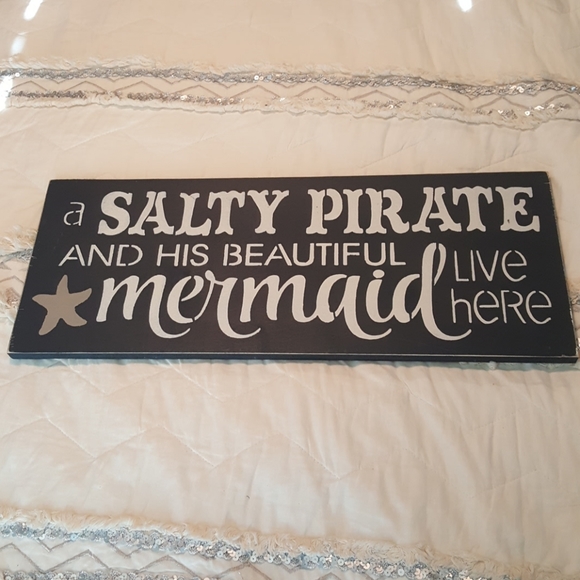 a SALTY PIRATE
AND HIS BEAUTIFUL
mermaid LIVE
hERE